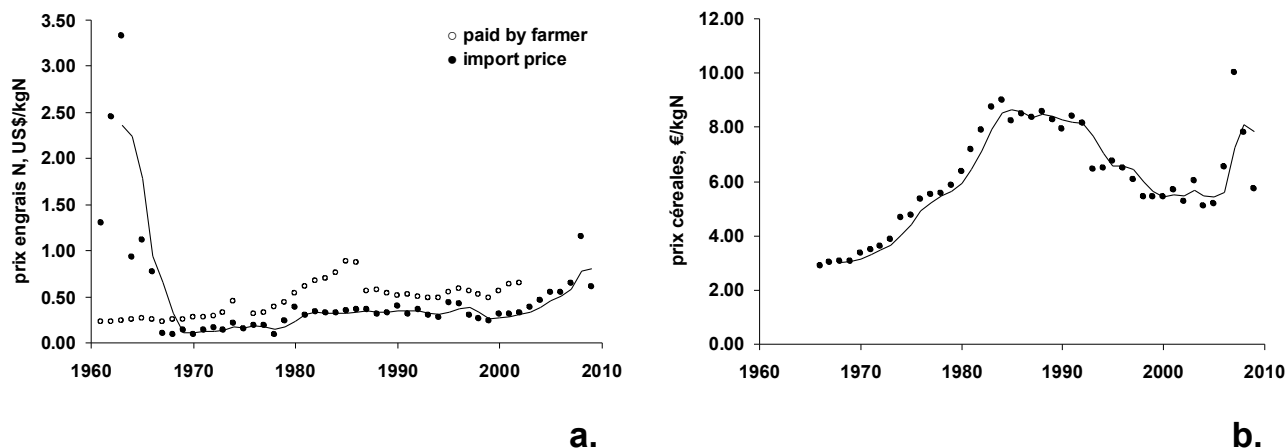 prix engrais N, US$/kgN
3.50
3.00
2.50
2.00
1.50
1.00
0.50
0.00
1960 1970 1980 1990 2000 2010
paid by farmer
import price
a.
prix céreales, €/kgN
12.00
10.00
8.00
6.00
4.00
2.00
0.00
1960 1970 1980 1990 2000 2010
b.